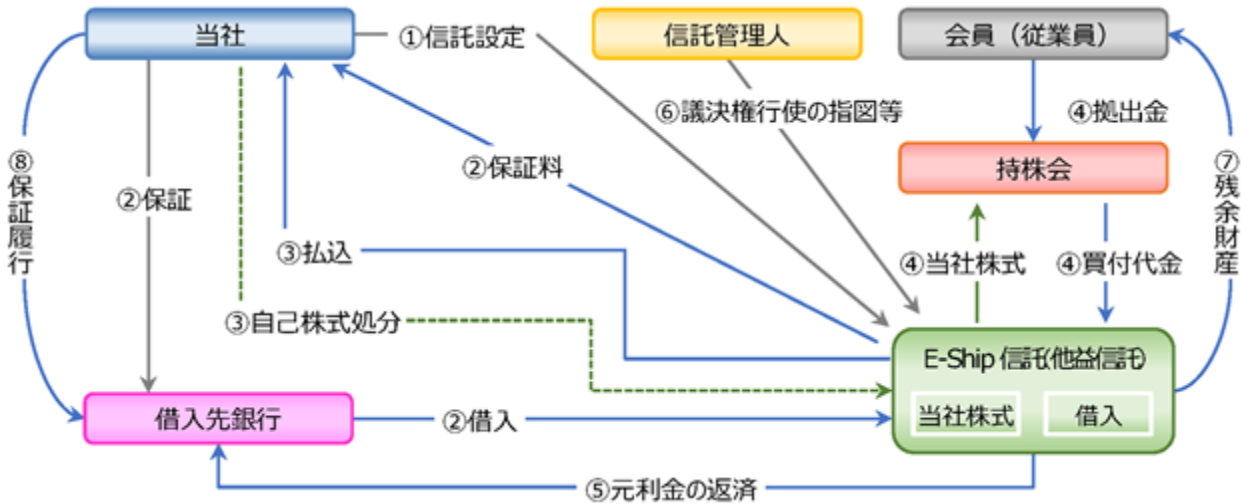 当社
①信託設定
信託管理人
会員（従業員）
⑥議決権行使の指図等
④拠出金
②保証料
持株会
⑧保証履行
②保証
⑦残余財産
③払込
④当社株式
④買付代金
③自己株式処分
E-Ship 信託(他益信託)
当社株式
借入
借入先銀行
②借入
⑤元利金の返済